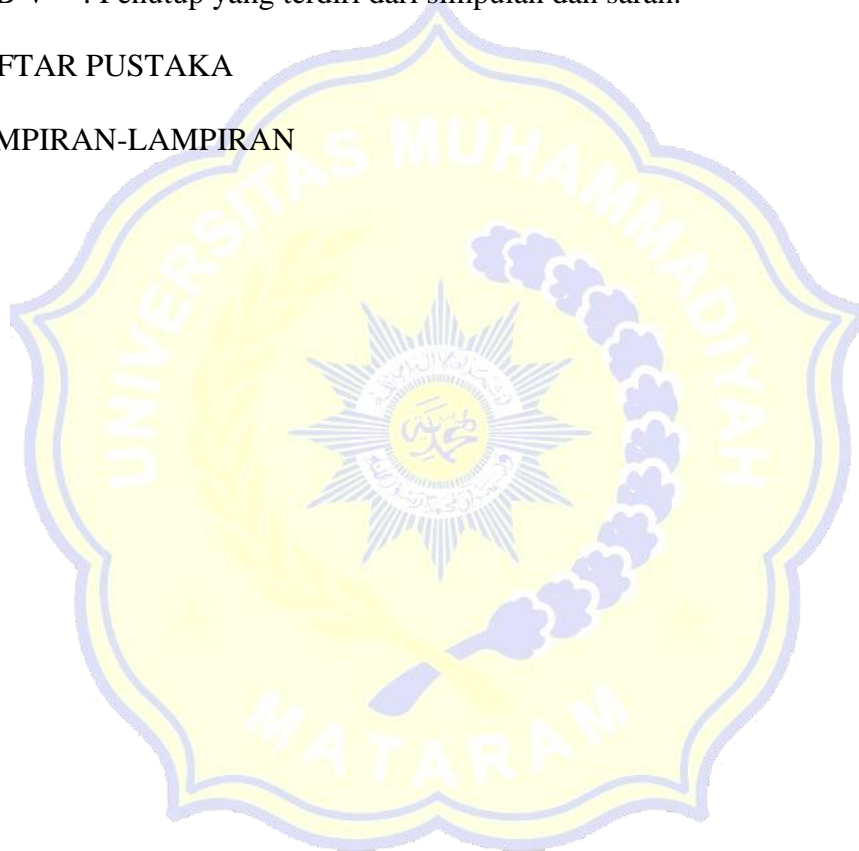 B V : Penutup yang terdiri dari simpulan dan saran.
FTAR PUSTAKA
MPIRAN-LAMPIRAN
UNIVERSITAS MUHAMMADIYAH
MATARAM